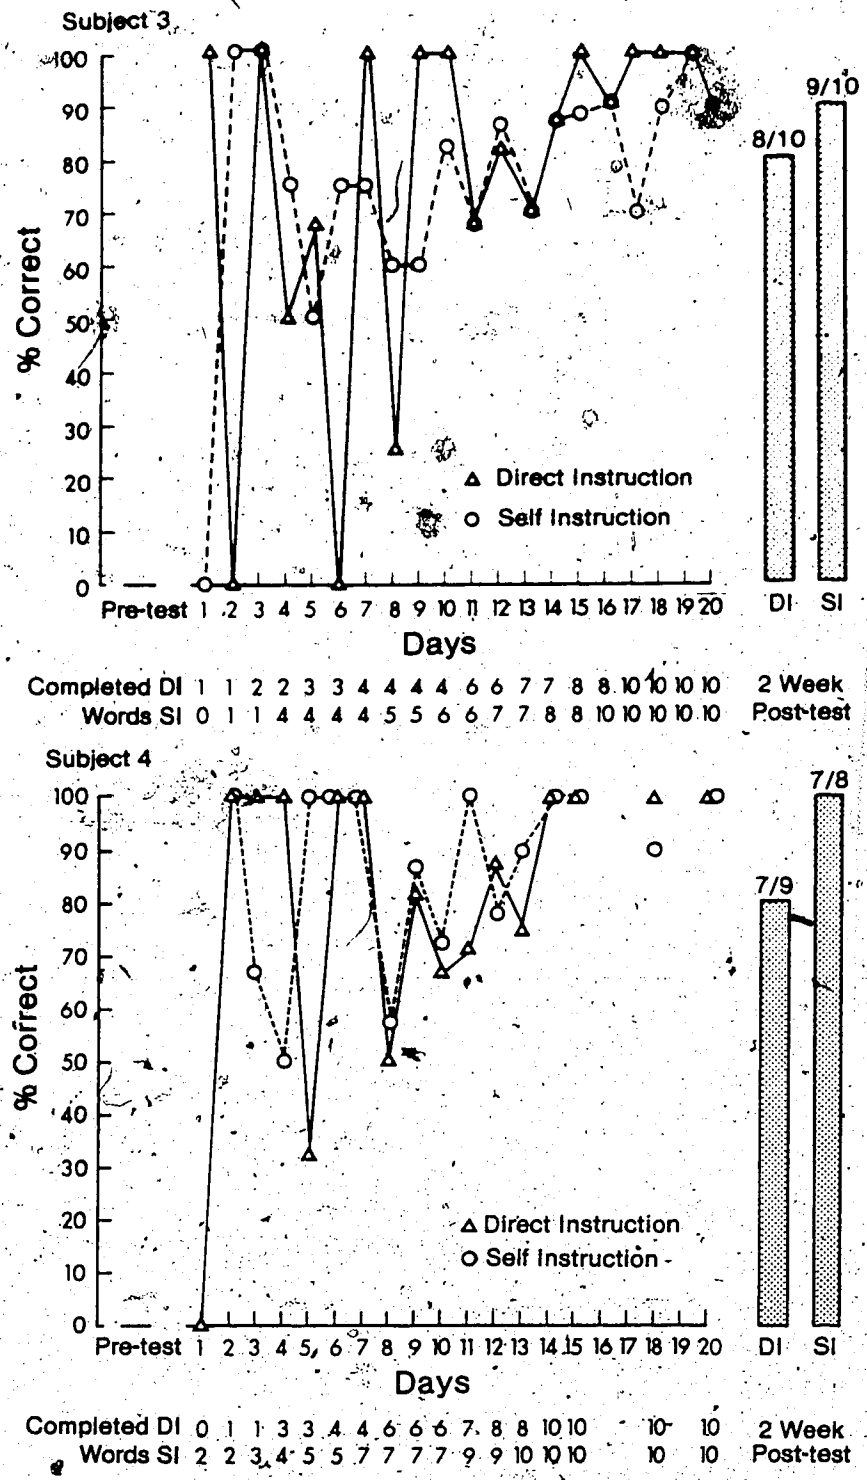 Subject 3
100
90
80
70
60
50
40
30
20
10
0
% Correct
8/10
9/10
△ Direct Instruction
○ Self Instruction
Pre-test 1 2 3 4 5 6 7 8 9 10 11 12 13 14 15 16 17 18 19 20
DI SI
Days
Completed DI 1 1 2 2 3 3 4 4 4 4 6 6 7 7 8 8 10 10 10 10
2 Week
Words SI 0 1 1 4 4 4 4 5 5 6 6 7 7 8 8 10 10 10 10 10
Post-test
Subject 4
100
90
80
70
60
50
40
30
20
10
0
% Correct
7/9
7/8
△ Direct Instruction
○ Self Instruction
Pre-test 1 2 3 4 5 6 7 8 9 10 11 12 13 14 15 16 17 18 19 20
DI SI
Days
Completed DI 0 1 1 3 3 4 4 6 6 6 7 8 8 10 10 10 10
2 Week
Words SI 2 2 3 4 5 5 7 7 7 7 9 9 10 10 10 10 10
Post-test